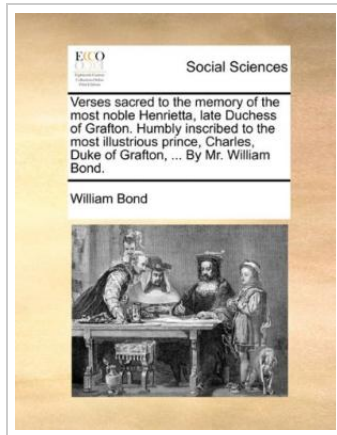 ECCO
Social Sciences
Verses sacred to the memory of the
most noble Henrietta, late Duchess
of Grafton. Humbly inscribed to the
most illustrious prince, Charles,
Duke of Grafton, ... By Mr. William
Bond.
William Bond